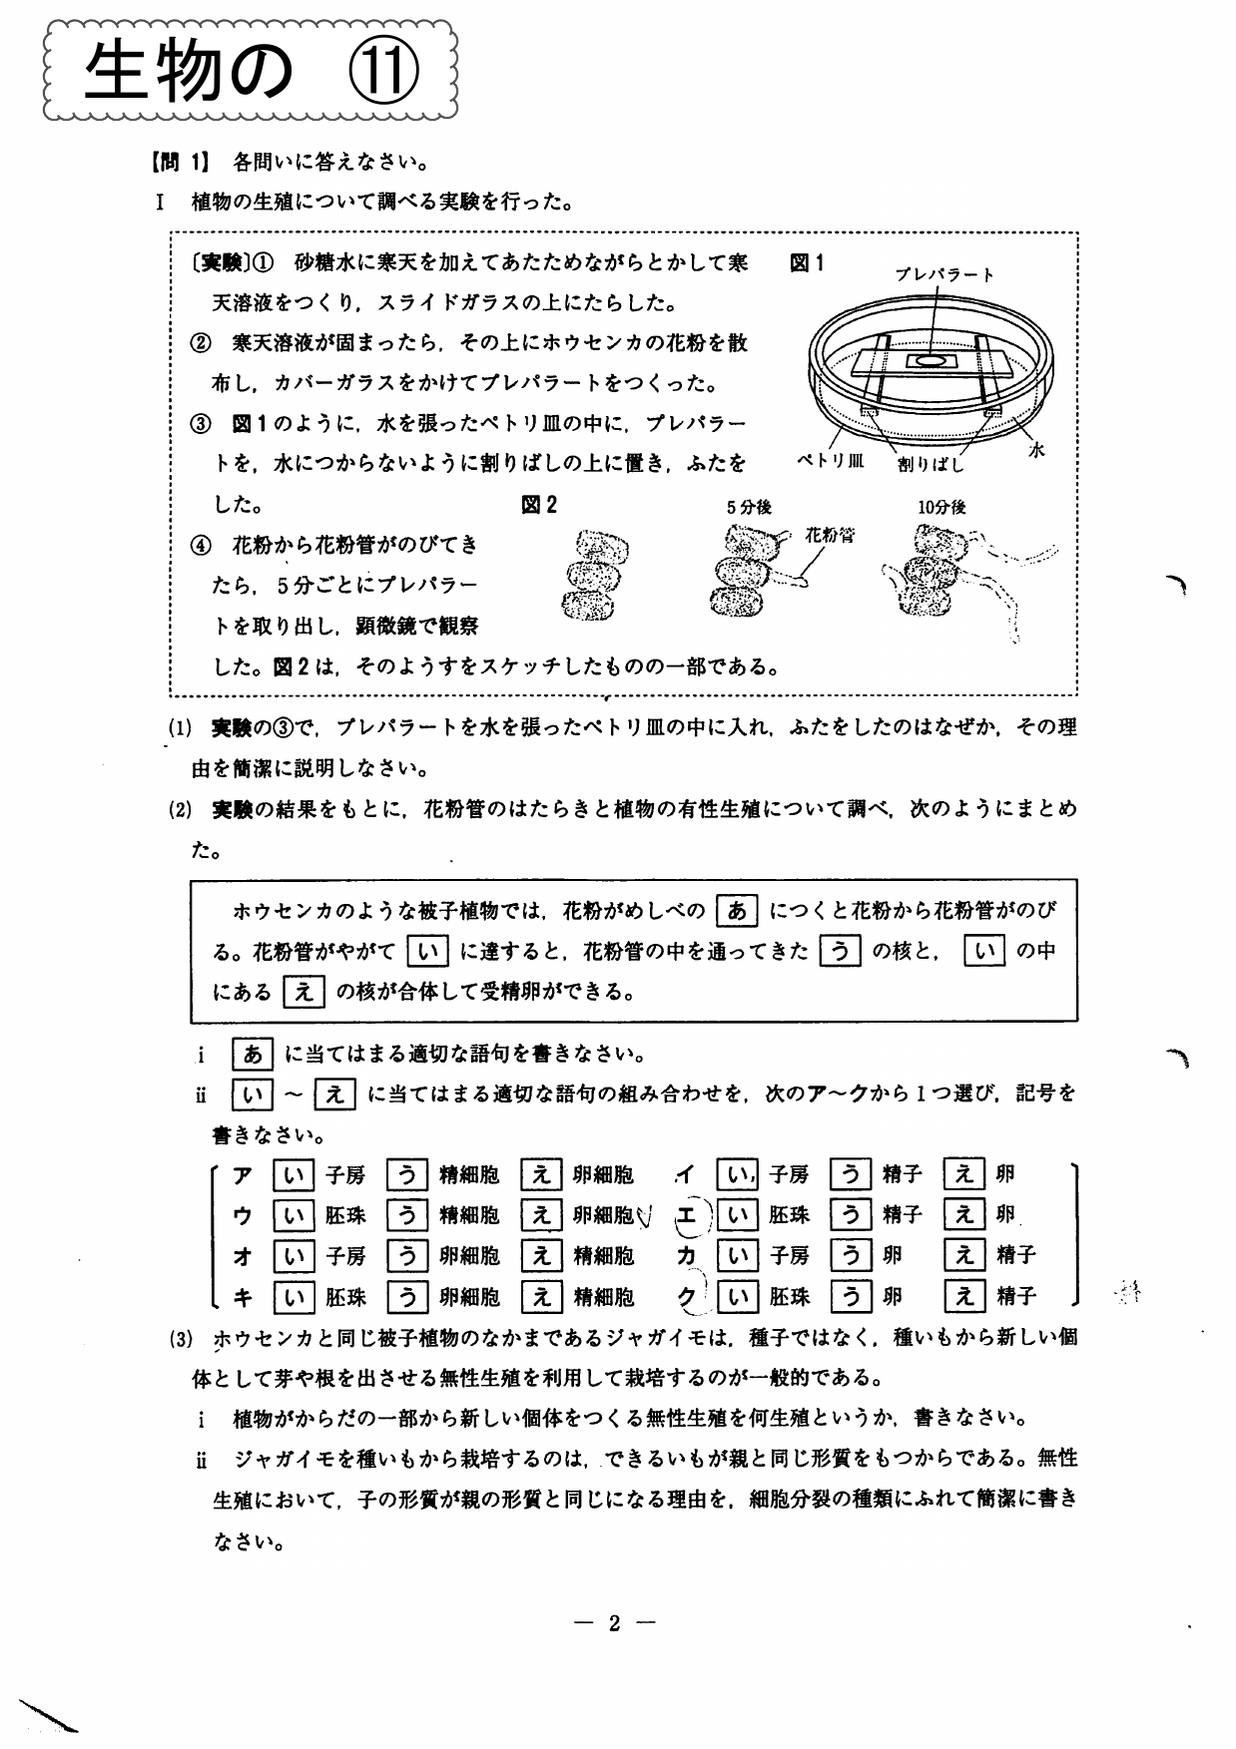 生物の ⑪
【問 1】 各問いに答えなさい。
Ⅰ 植物の生殖について調べる実験を行った。
〔実験〕① 砂糖水に寒天を加えてあたためながらとかして寒
天溶液をつくり，スライドガラスの上にたらした。
② 寒天溶液が固まったら，その上にホウセンカの花粉を散
布し，カバーガラスをかけてプレパラートをつくった。
③ 図1のように，水を張ったペトリ皿の中に，プレパラー
トを，水につからないように割りばしの上に置き，ふたを
した。
④ 花粉から花粉管がのびてき
たら，5分ごとにプレパラー
トを取り出し，顕微鏡で観察
した。図2は，そのようすをスケッチしたものの一部である。
図1
プレパラート
ペトリ皿 割りばし 水
図2
5分後
花粉管
10分後
(1) 実験の③で，プレパラートを水を張ったペトリ皿の中に入れ，ふたをしたのはなぜか，その理
由を簡潔に説明しなさい。
(2) 実験の結果をもとに，花粉管のはたらきと植物の有性生殖について調べ，次のようにまとめ
た。
ホウセンカのような被子植物では，花粉がめしべの あ につくと花粉から花粉管がのび
る。花粉管がやがて い に達すると，花粉管の中を通ってきた う の核と， い の中
にある え の核が合体して受精卵ができる。
ⅰ あ に当てはまる適切な語句を書きなさい。
ⅱ い ～ え に当てはまる適切な語句の組み合わせを，次のア～クから1つ選び，記号を
書きなさい。
ア い 子房 う 精細胞 え 卵細胞 イ い 子房 う 精子 え 卵
ウ い 胚珠 う 精細胞 え 卵細胞 エ い 胚珠 う 精子 え 卵
オ い 子房 う 卵細胞 え 精細胞 カ い 子房 う 卵 え 精子
キ い 胚珠 う 卵細胞 え 精細胞 ク い 胚珠 う 卵 え 精子
(3) ホウセンカと同じ被子植物のなかまであるジャガイモは，種子ではなく，種いもから新しい個
体として芽や根を出させる無性生殖を利用して栽培するのが一般的である。
ⅰ 植物がからだの一部から新しい個体をつくる無性生殖を何生殖というか，書きなさい。
ⅱ ジャガイモを種いもから栽培するのは，できるいもが親と同じ形質をもつからである。無性
生殖において，子の形質が親の形質と同じになる理由を，細胞分裂の種類にふれて簡潔に書き
なさい。
— 2 —